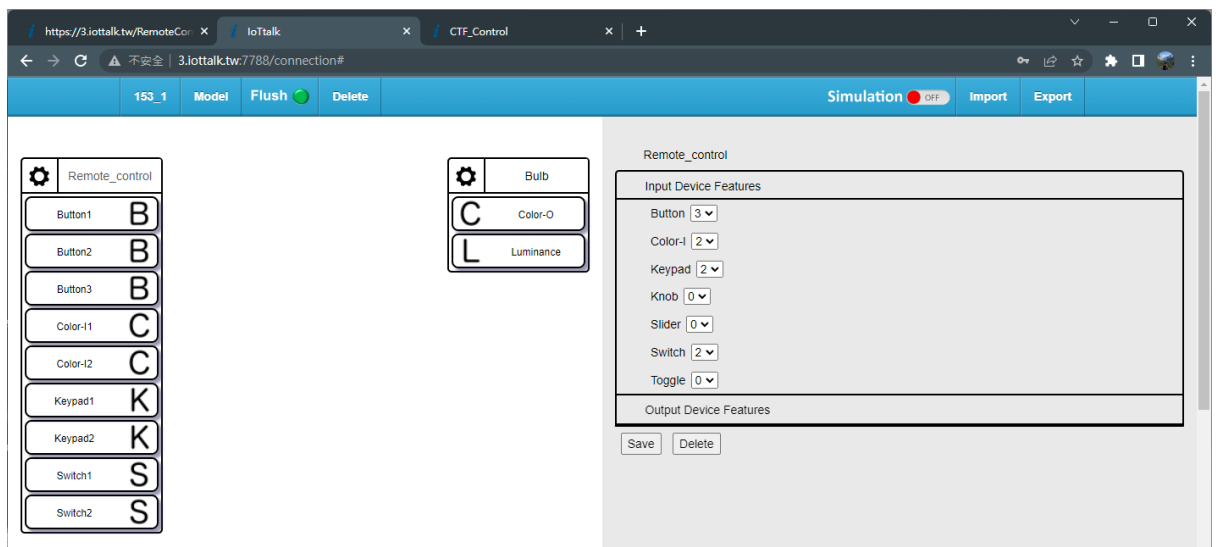 https://3.iottalk.tw/RemoteCon
IoTtalk
CTF_Control
不安全 | 3.iottalk.tw:7788/connection#
153_1 Model Flush Delete Simulation OFF Import Export
Remote_control
Button1 B
Button2 B
Button3 B
Color-I1 C
Color-I2 C
Keypad1 K
Keypad2 K
Switch1 S
Switch2 S
Bulb
C Color-O
L Luminance
Remote_control
Input Device Features
Button 3
Color-I 2
Keypad 2
Knob 0
Slider 0
Switch 2
Toggle 0
Output Device Features
Save Delete